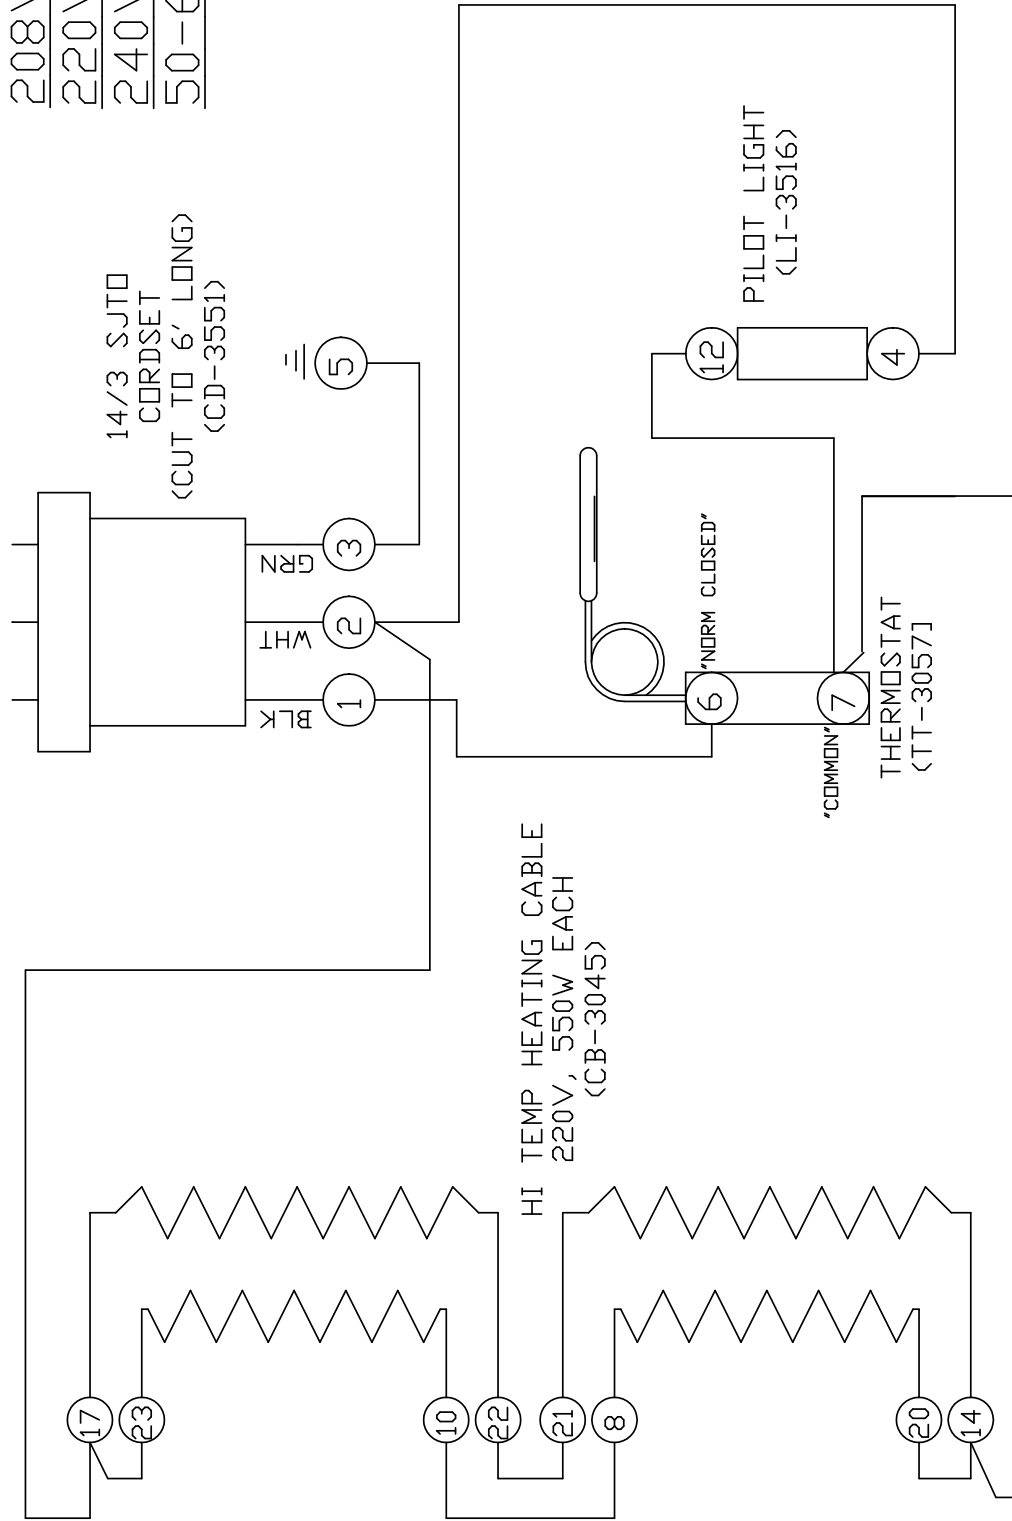 208V
220V
240V
50-6
14/3 SJTO
CORDSET
(CUT TO 6' LONG)
(CD-3551)
5
GRN
3
WHT
2
BLK
1
PILOT LIGHT
(LI-3516)
12
4
"NORM CLOSED"
6
7
"COMMON"
THERMOSTAT
(TT-3057]
HI TEMP HEATING CABLE
220V, 550W EACH
(CB-3045)
17
23
10
22
21
8
20
14